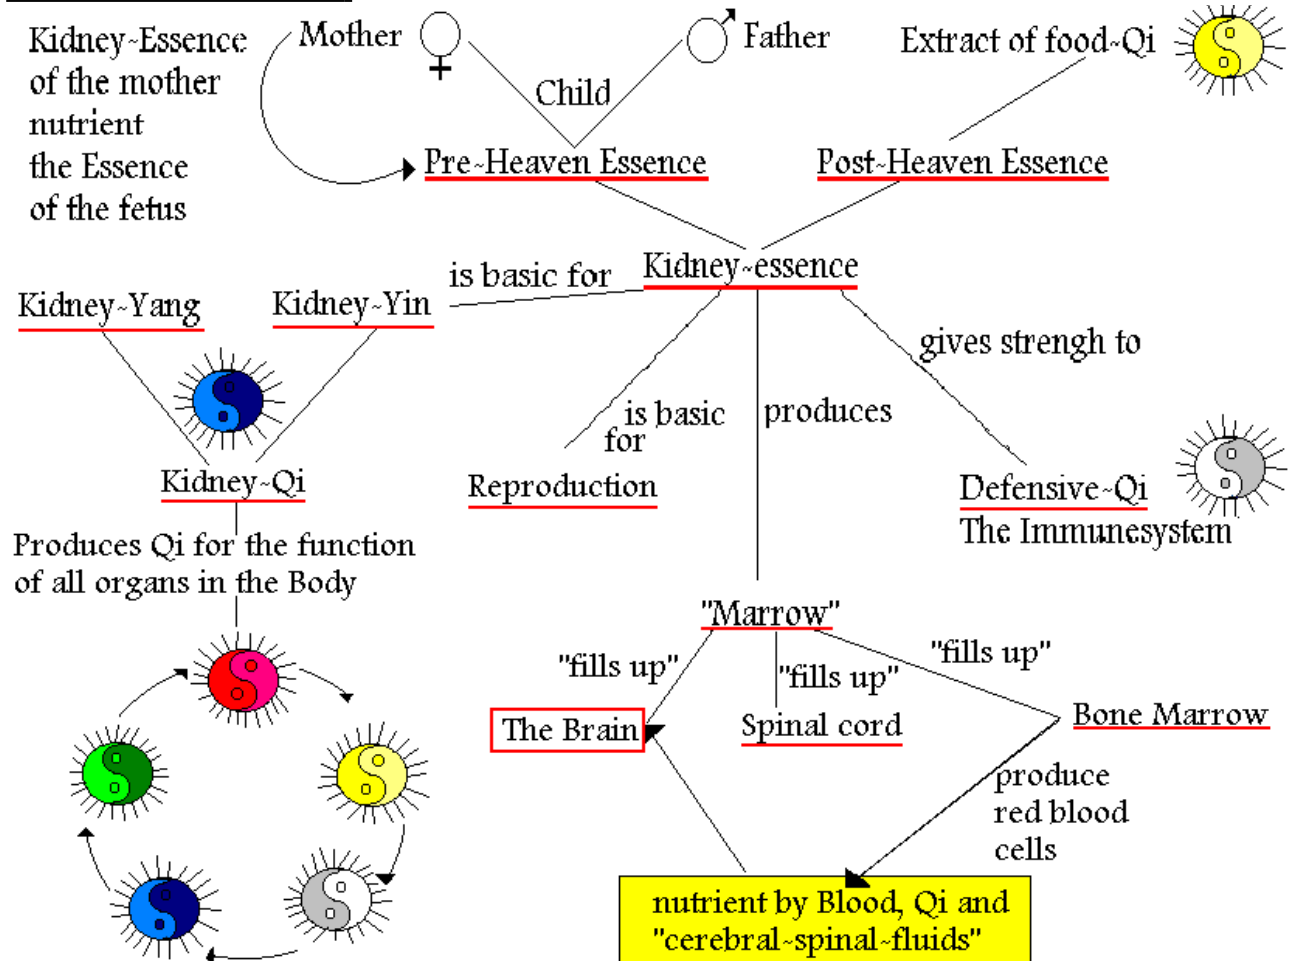 Kidney~Essence
of the mother
nutrient
the Essence
of the fetus
Mother
Father
Child
Extract of food~Qi
Pre~Heaven Essence
Post~Heaven Essence
Kidney~essence
is basic for
Kidney~Yang
Kidney~Yin
Kidney~Qi
Produces Qi for the function
of all organs in the Body
is basic
for
Reproduction
produces
gives strengh to
Defensive~Qi
The Immunesystem
"Marrow"
"fills up"
"fills up"
"fills up"
The Brain
Spinal cord
Bone Marrow
produce
red blood
cells
nutrient by Blood, Qi and
"cerebral~spinal~fluids"